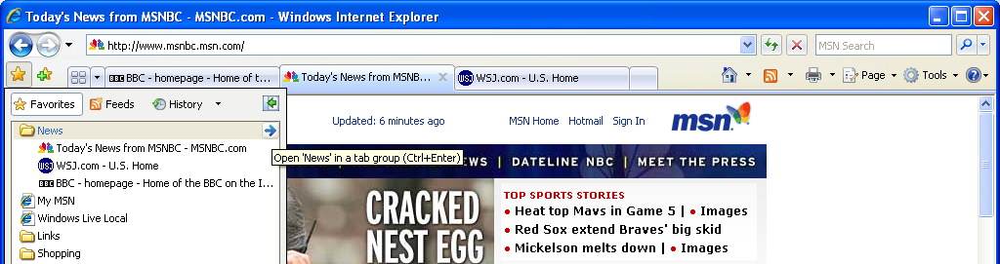 Today's News from MSNBC - MSNBC.com - Windows Internet Explorer
http://www.msnbc.msn.com/
MSN Search
BBC - homepage - Home of t...
Today's News from MSNB...
WSJ WSJ.com - U.S. Home
Page
Tools
Favorites
Feeds
History
News
Today's News from MSNBC - MSNBC.com
WSJ WSJ.com - U.S. Home
BBC BBC - homepage - Home of the BBC on the I...
My MSN
Windows Live Local
Links
Shopping
Open 'News' in a tab group (Ctrl+Enter)
Updated: 6 minutes ago
MSN Home Hotmail Sign In
msn
EWS | DATELINE NBC | MEET THE PRESS
CRACKED
NEST EGG
TOP SPORTS STORIES
• Heat top Mavs in Game 5 | • Images
• Red Sox extend Braves' big skid
• Mickelson melts down | • Images